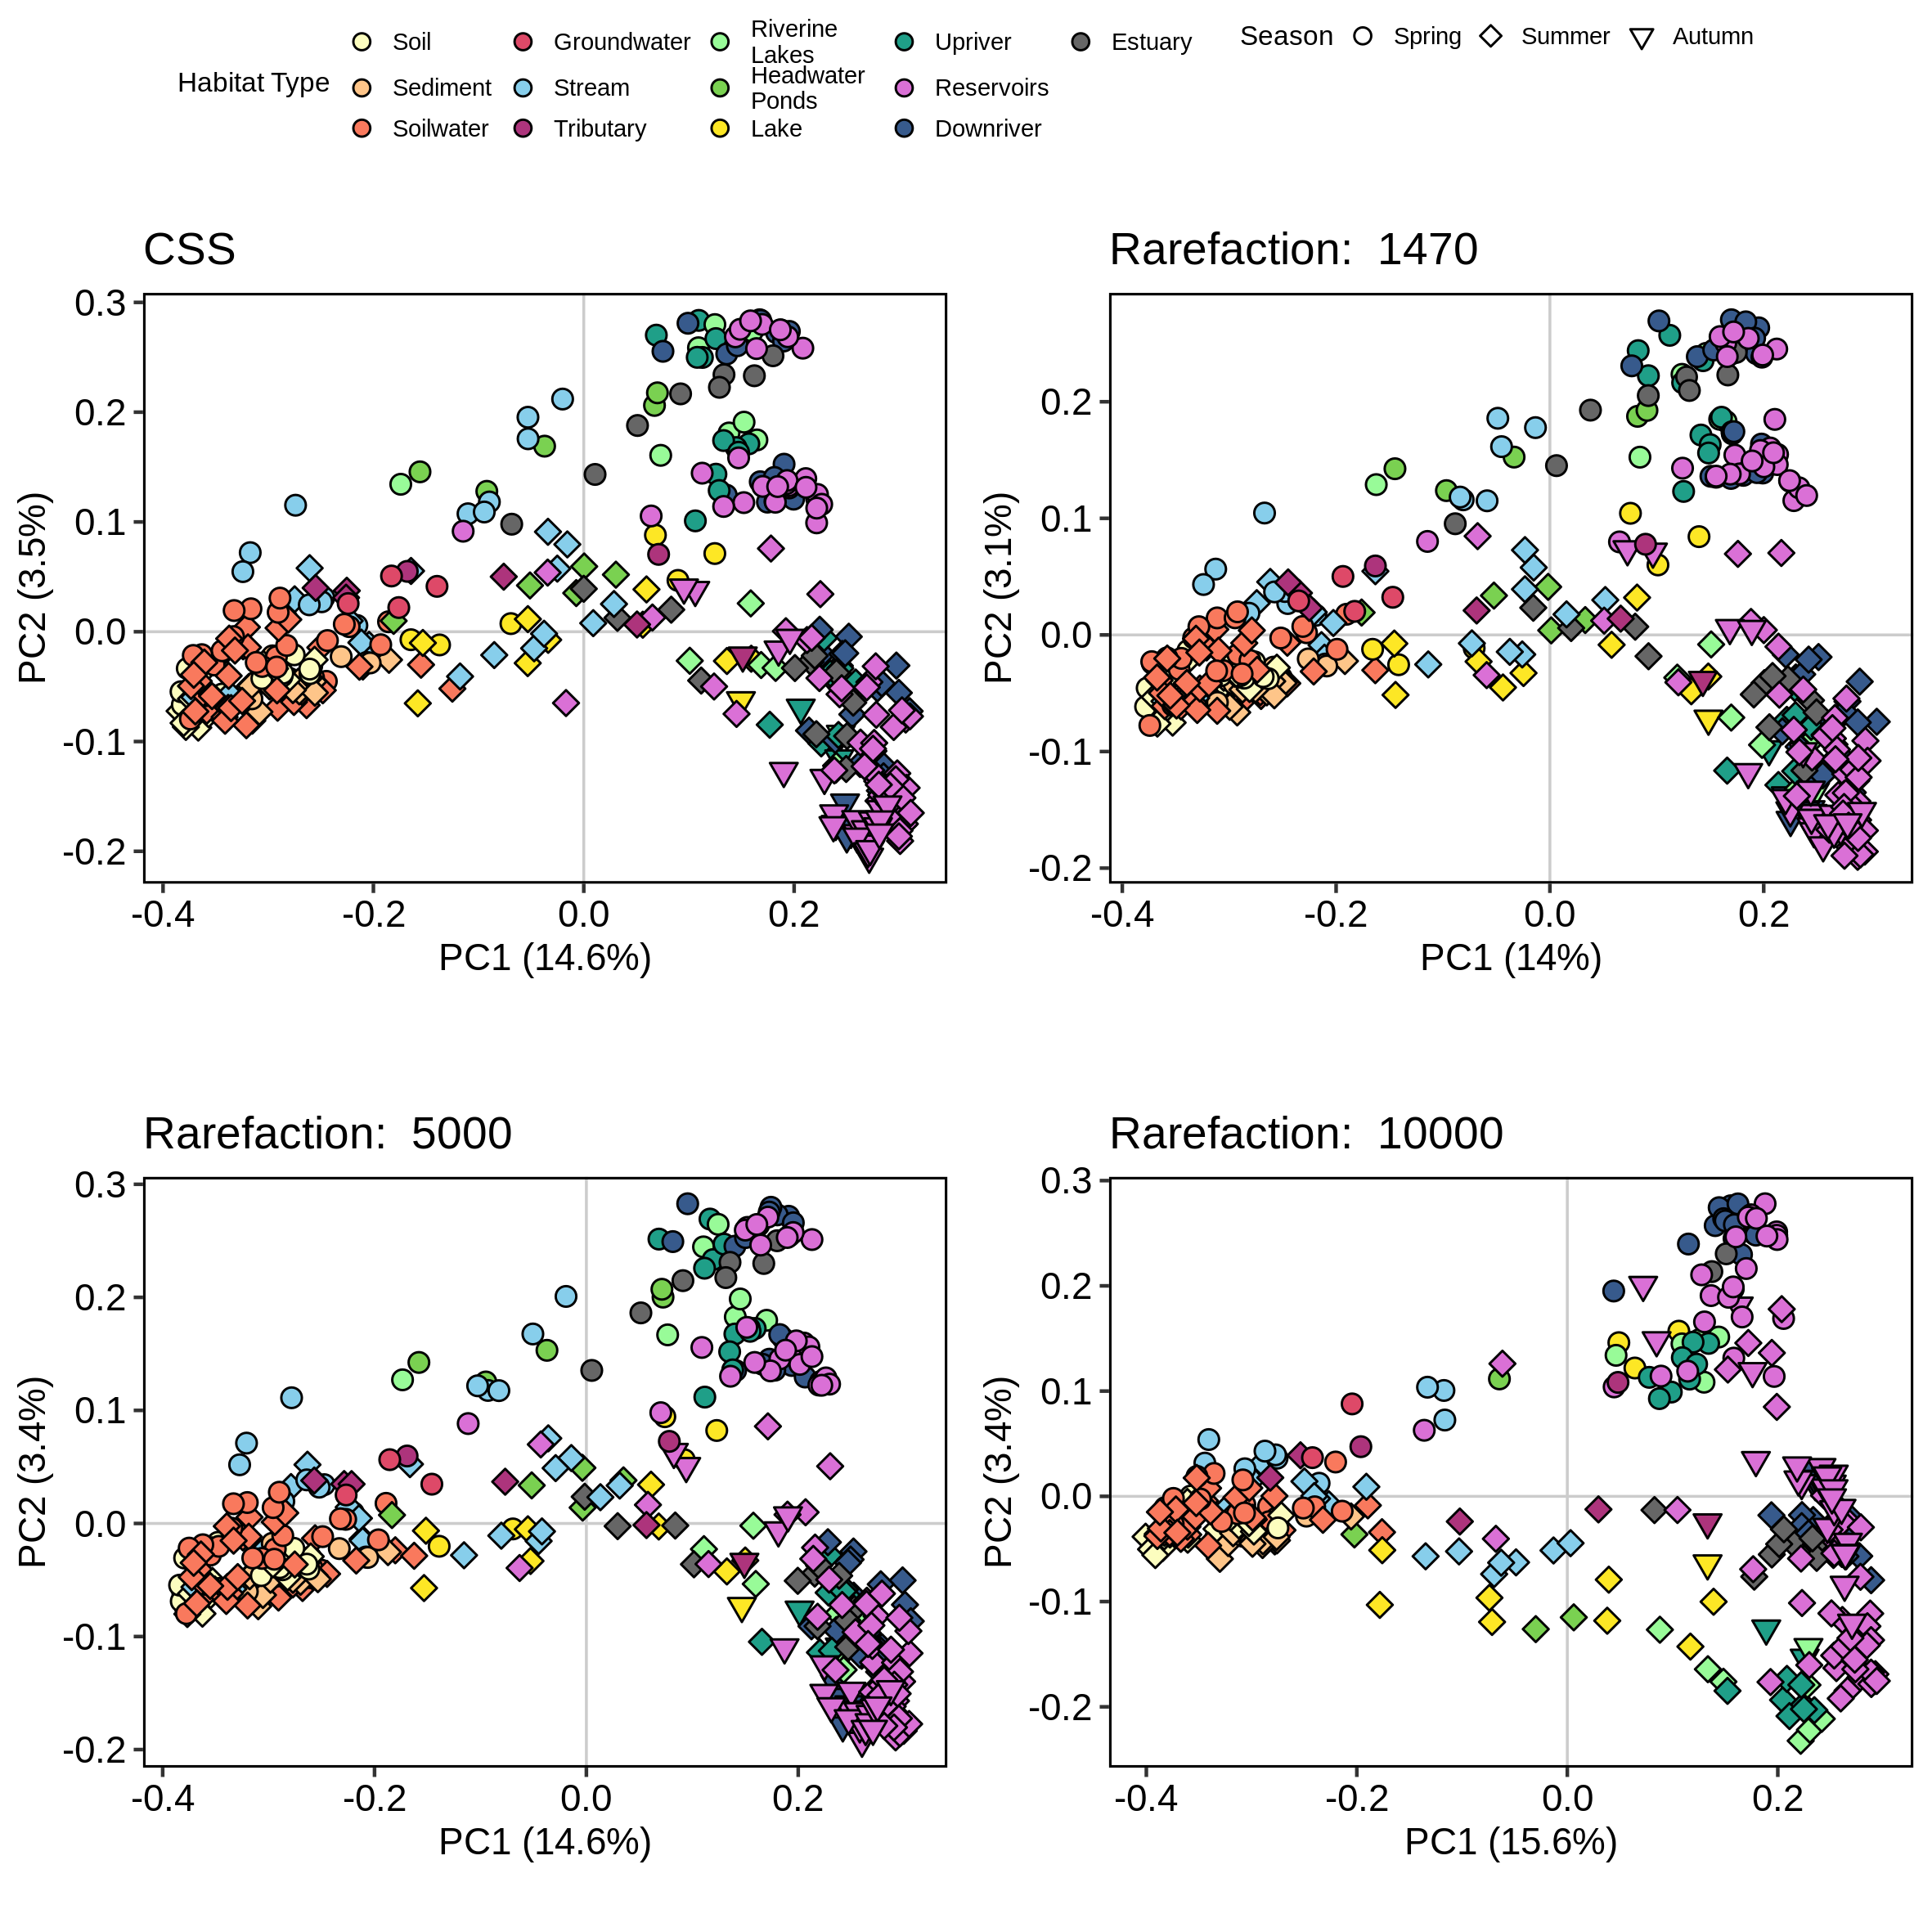 Habitat Type
Soil
Sediment
Soilwater
Groundwater
Stream
Tributary
Riverine
Lakes
Headwater
Ponds
Lake
Upriver
Reservoirs
Downriver
Estuary
Season
Spring
Summer
Autumn
CSS
PC2 (3.5%)
0.3
0.2
0.1
0.0
-0.1
-0.2
-0.4
-0.2
0.0
0.2
PC1 (14.6%)
Rarefaction: 1470
PC2 (3.1%)
0.2
0.1
0.0
-0.1
-0.2
-0.4
-0.2
0.0
0.2
PC1 (14%)
Rarefaction: 5000
PC2 (3.4%)
0.3
0.2
0.1
0.0
-0.1
-0.2
-0.4
-0.2
0.0
0.2
PC1 (14.6%)
Rarefaction: 10000
PC2 (3.4%)
0.3
0.2
0.1
0.0
-0.1
-0.2
-0.4
-0.2
0.0
0.2
PC1 (15.6%)